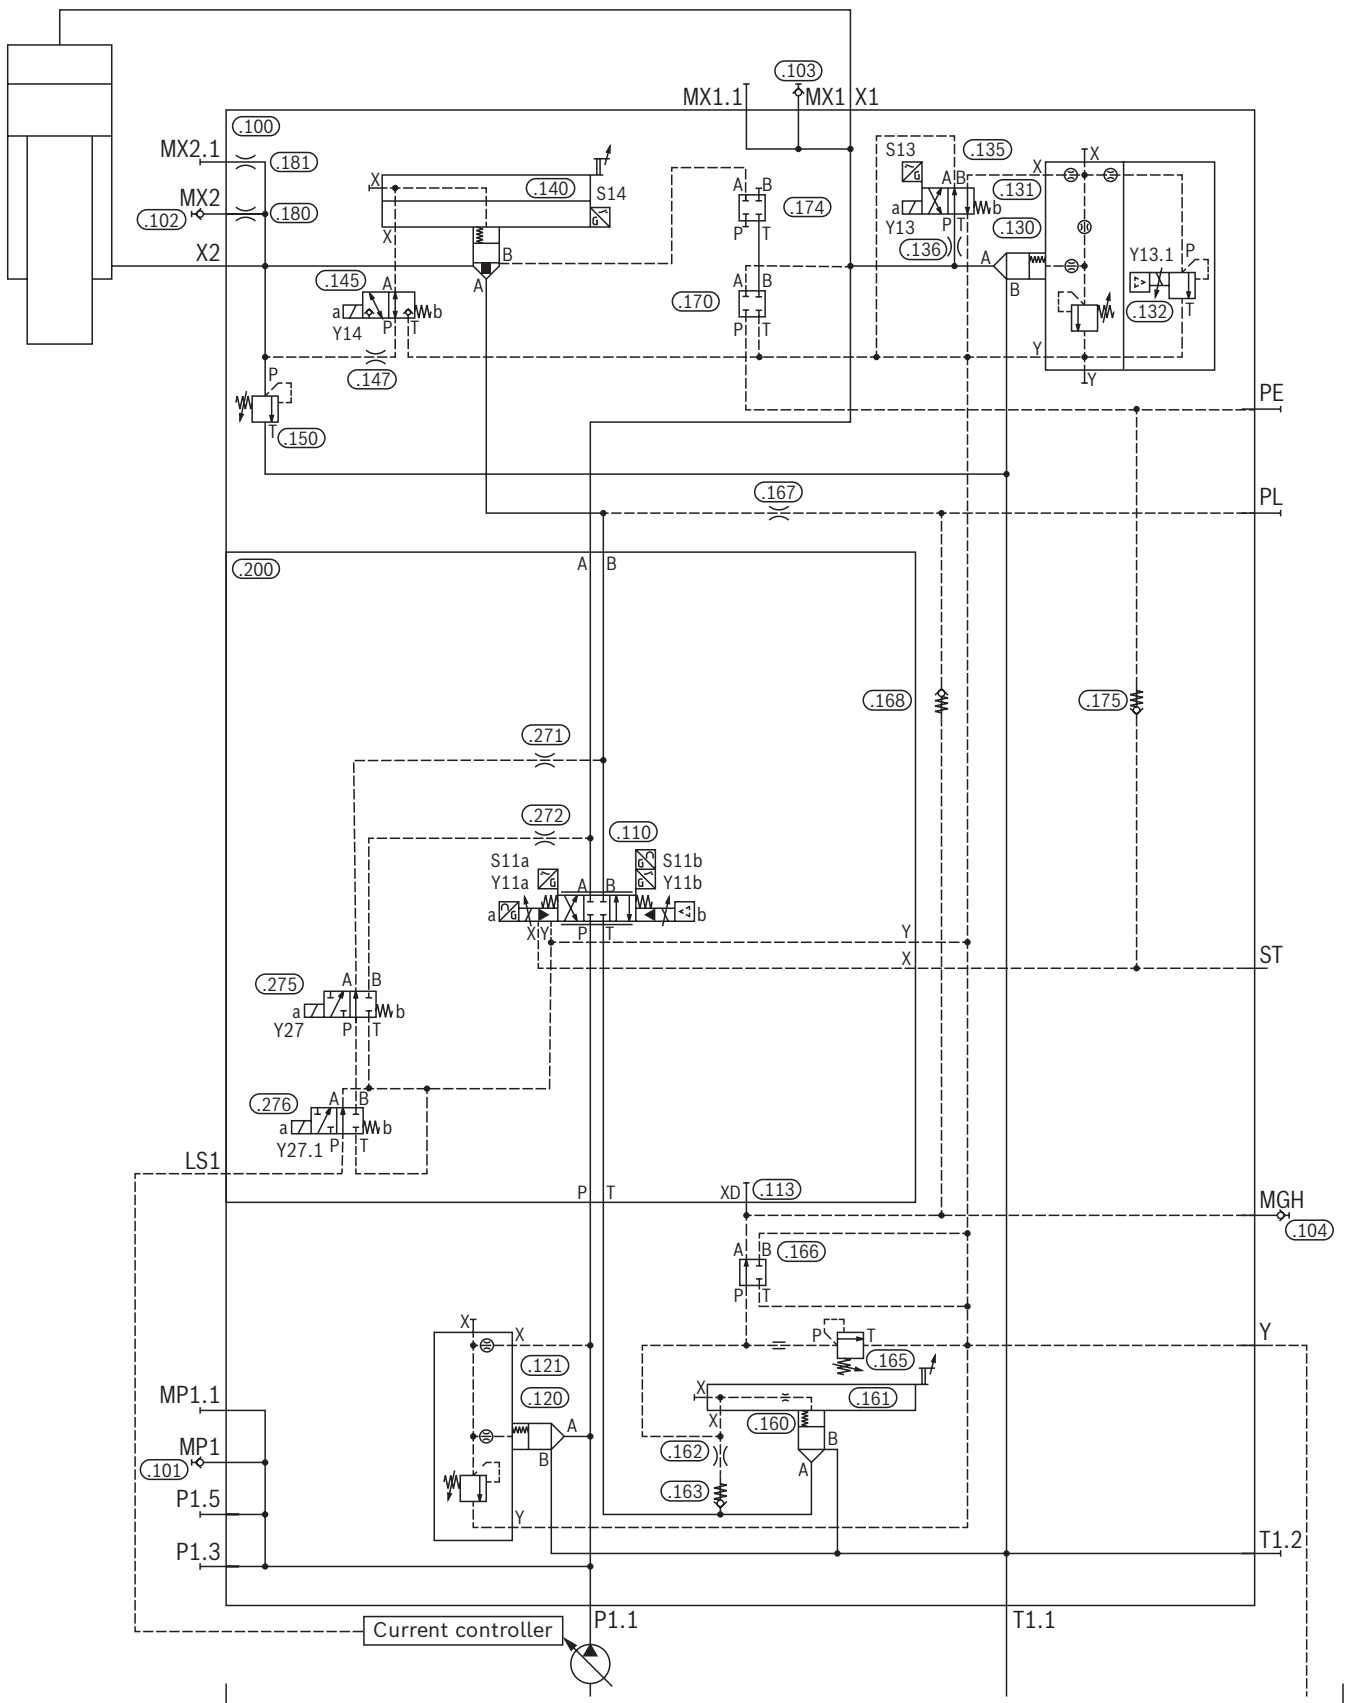 .103
MX1.1
MX1
X1
.100
MX2.1
.181
MX2
.102
.180
X2
X
.140
S14
X
B
A
.145
A
a
b
P
T
Y14
.147
P
T
.150
A
B
.174
P
T
A
B
.170
P
T
S13
.135
A
B
X
X
.131
a
b
Y13
P
T
.130
.136
A
B
Y13.1
P
.132
T
Y
Y
PE
.167
PL
A
B
.200
.168
.175
.271
.272
.110
S11a
S11b
Y11a
A
B
Y11b
a
b
X
Y
P
T
Y
X
ST
.275
A
B
a
b
Y27
P
T
.276
A
B
a
b
Y27.1
P
T
LS1
P
T
XD
.113
MGH
.104
A
B
.166
P
T
X
X
.121
P
T
.165
Y
.120
X
.161
X
.160
MP1.1
A
B
.162
B
A
MP1
.101
.163
P1.5
Y
P1.3
T1.2
P1.1
T1.1
Current controller